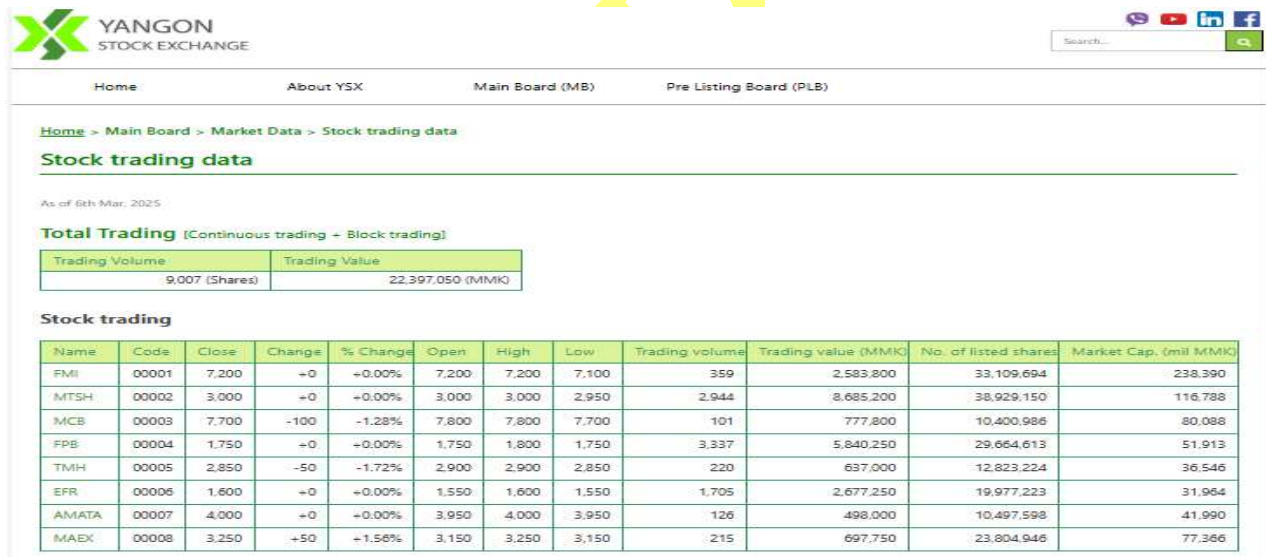 YANGON
STOCK EXCHANGE
in f
Search...
Home About YSX Main Board (MB) Pre Listing Board (PLB)
Home > Main Board > Market Data > Stock trading data
Stock trading data
As of 6th Mar. 2025
Total Trading [Continuous trading + Block trading]
Trading Volume Trading Value
9,007 (Shares) 22,397,050 (MMK)
Stock trading
Name Code Close Change % Change Open High Low Trading volume Trading value (MMK) No. of listed shares Market Cap. (mil MMK)
FMI 00001 7,200 +0 +0.00% 7,200 7,200 7,100 359 2,583,800 33,109,694 238,390
MTSH 00002 3,000 +0 +0.00% 3,000 3,000 2,950 2,944 8,685,200 38,929,150 116,788
MCB 00003 7,700 -100 -1.28% 7,800 7,800 7,700 101 777,800 10,400,986 80,088
FPB 00004 1,750 +0 +0.00% 1,750 1,800 1,750 3,337 5,840,250 29,664,613 51,913
TMH 00005 2,850 -50 -1.72% 2,900 2,900 2,850 220 637,000 12,823,224 36,546
EFR 00006 1,600 +0 +0.00% 1,550 1,600 1,550 1,705 2,677,250 19,977,223 31,964
AMATA 00007 4,000 +0 +0.00% 3,950 4,000 3,950 126 498,000 10,497,598 41,990
MAEX 00008 3,250 +50 +1.56% 3,150 3,250 3,150 215 697,750 23,804,946 77,366